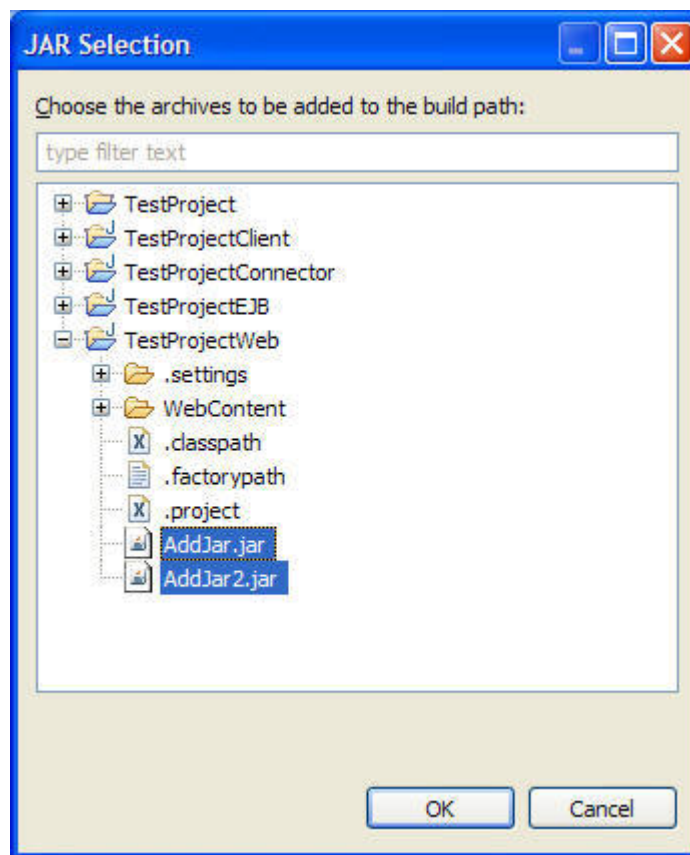 JAR Selection
Choose the archives to be added to the build path:
type filter text
TestProject
TestProjectClient
TestProjectConnector
TestProjectEJB
TestProjectWeb
.settings
WebContent
.classpath
.factorypath
.project
AddJar.jar
AddJar2.jar
OK
Cancel